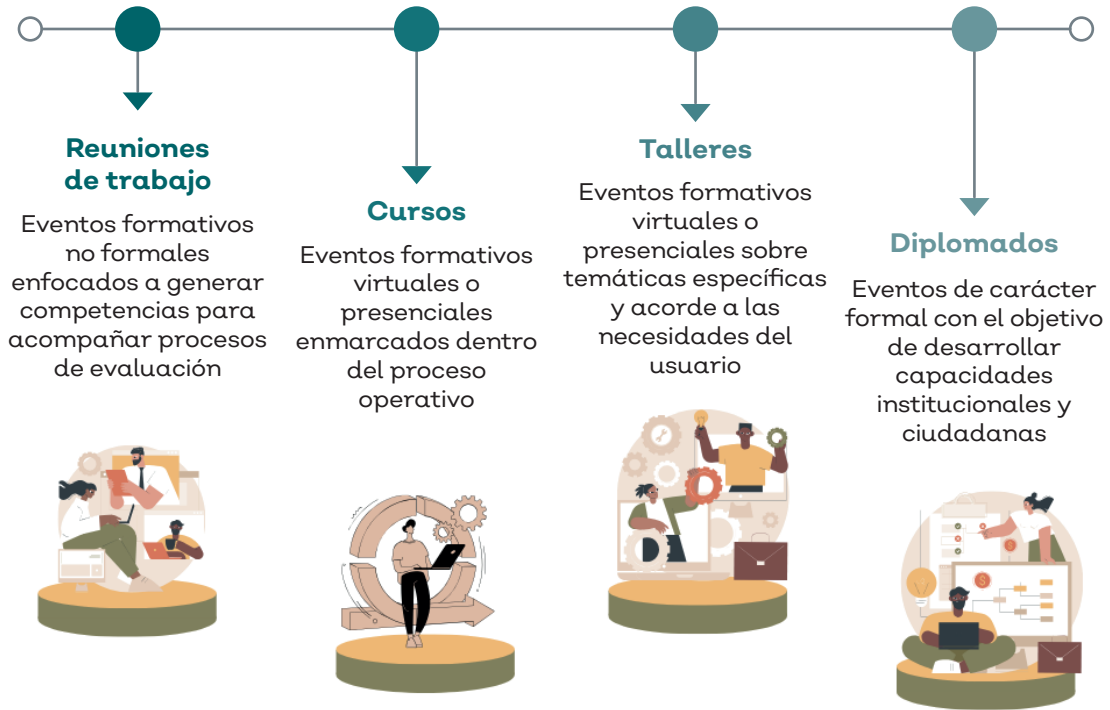 Reuniones
de trabajo
Eventos formativos
no formales
enfocados a generar
competencias para
acompañar procesos
de evaluación
Cursos
Eventos formativos
virtuales o
presenciales
enmarcados dentro
del proceso
operativo
Talleres
Eventos formativos
virtuales o
presenciales sobre
temáticas específicas
y acorde a las
necesidades del
usuario
Diplomados
Eventos de carácter
formal con el objetivo
de desarrollar
capacidades
institucionales y
ciudadanas